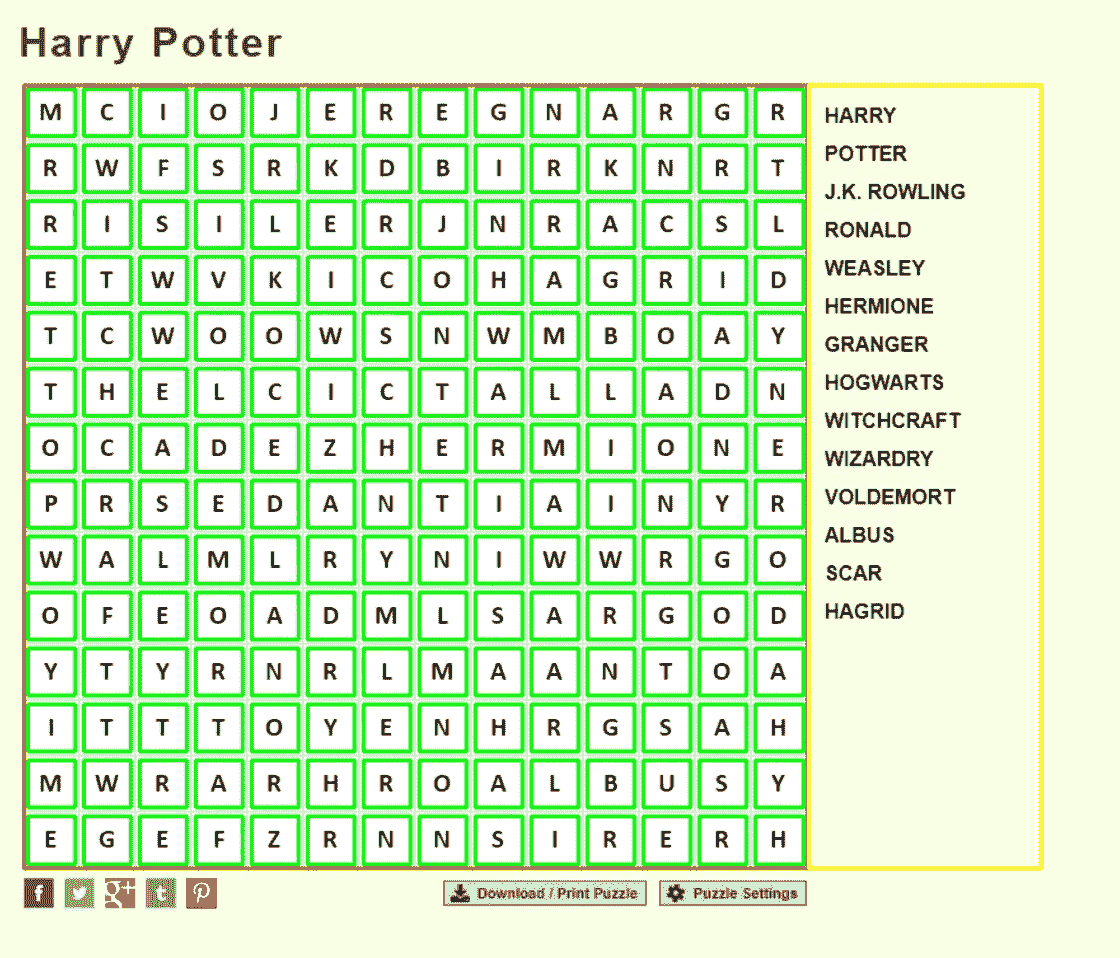 Harry Potter
M C I O J E R E G N A R G R
R W F S R K D B I R K N R T
R I S I L E R J N R A C S L
E T W V K I C O H A G R I D
T C W O O W S N W M B O A Y
T H E L C I C T A L L A D N
O C A D E Z H E R M I O N E
P R S E D A N T I A I N Y R
W A L M L R Y N I W W R G O
O F E O A D M L S A R G O D
Y T Y R N R L M A A N T O A
I T T T O Y E N H R G S A H
M W R A R H R O A L B U S Y
E G E F Z R N N S I R E R H
HARRY
POTTER
J.K. ROWLING
RONALD
WEASLEY
HERMIONE
GRANGER
HOGWARTS
WITCHCRAFT
WIZARDRY
VOLDEMORT
ALBUS
SCAR
HAGRID
f g+ t Download / Print Puzzle Puzzle Settings